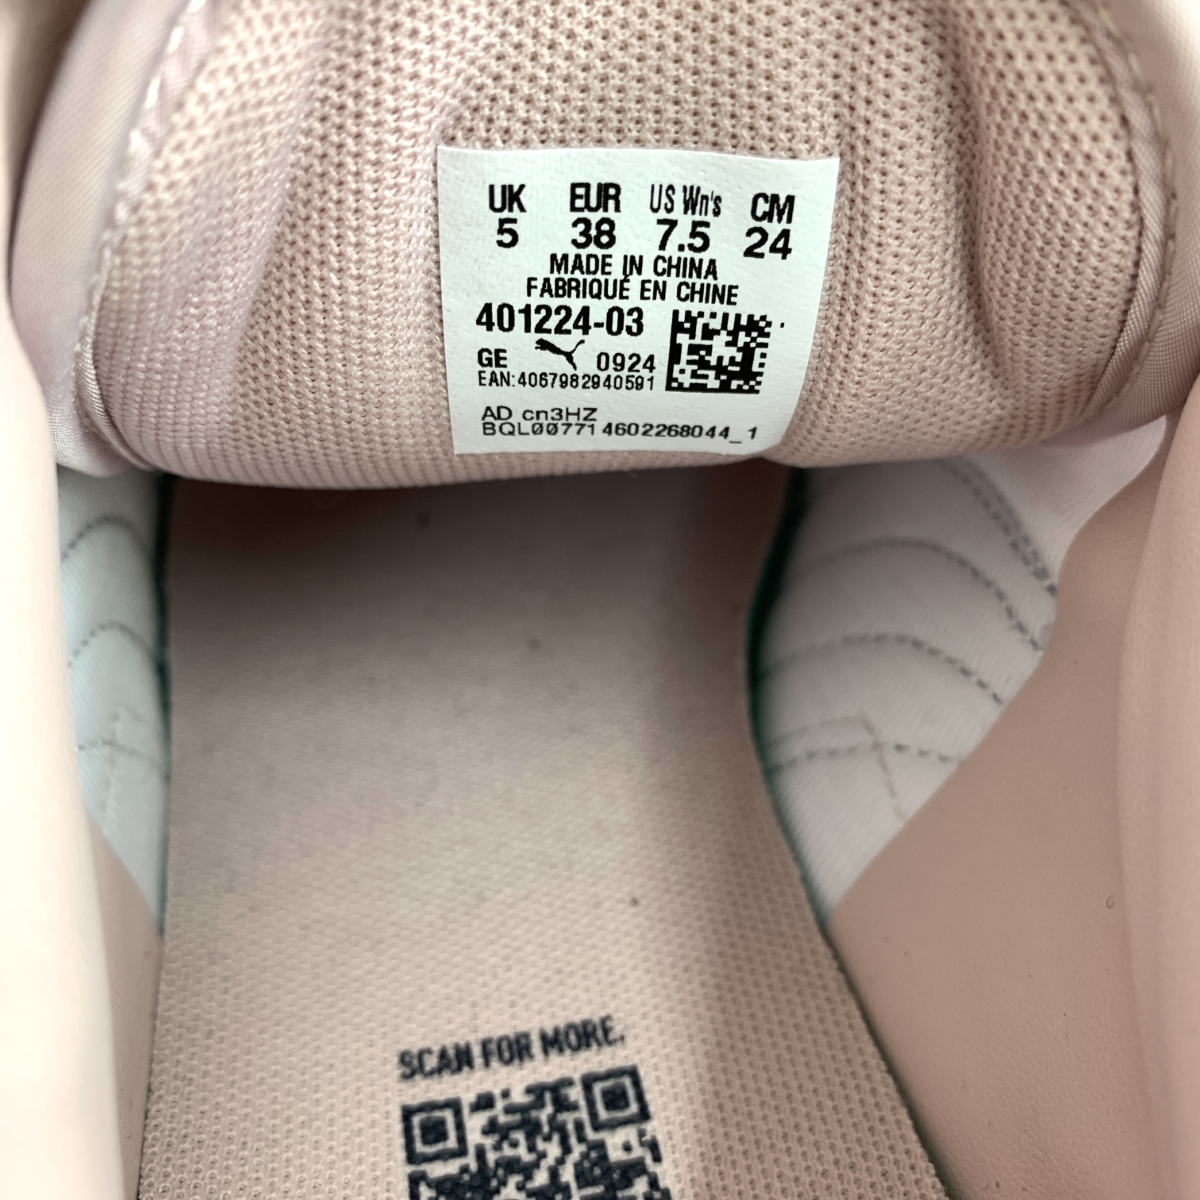 UK EUR US Wn's CM
5 38 7.5 24
MADE IN CHINA
FABRIQUÉ EN CHINE
401224-03
GE 0924
EAN:4067982940591
AD cn3HZ
BQL00771 4602268044_1
SCAN FOR MORE.